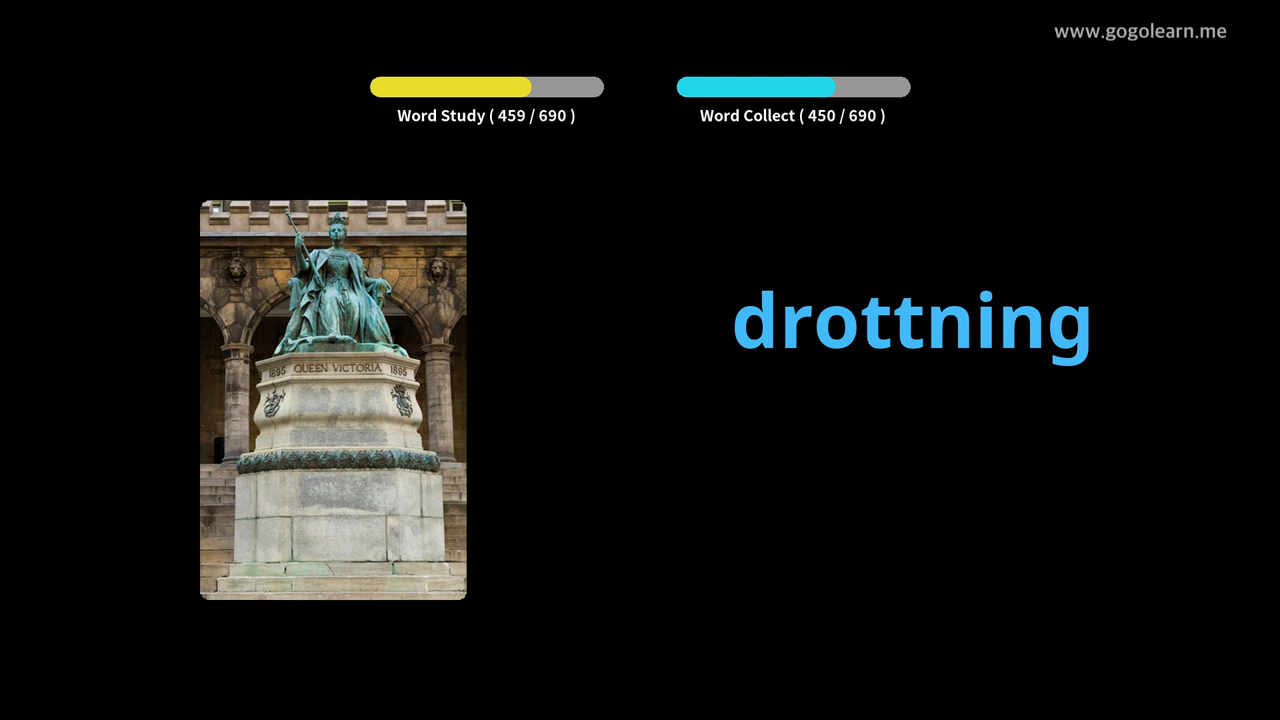 www.gogolearn.me
Word Study ( 459 / 690 )
Word Collect ( 450 / 690 )
drottning
1895 QUEEN VICTORIA 1895